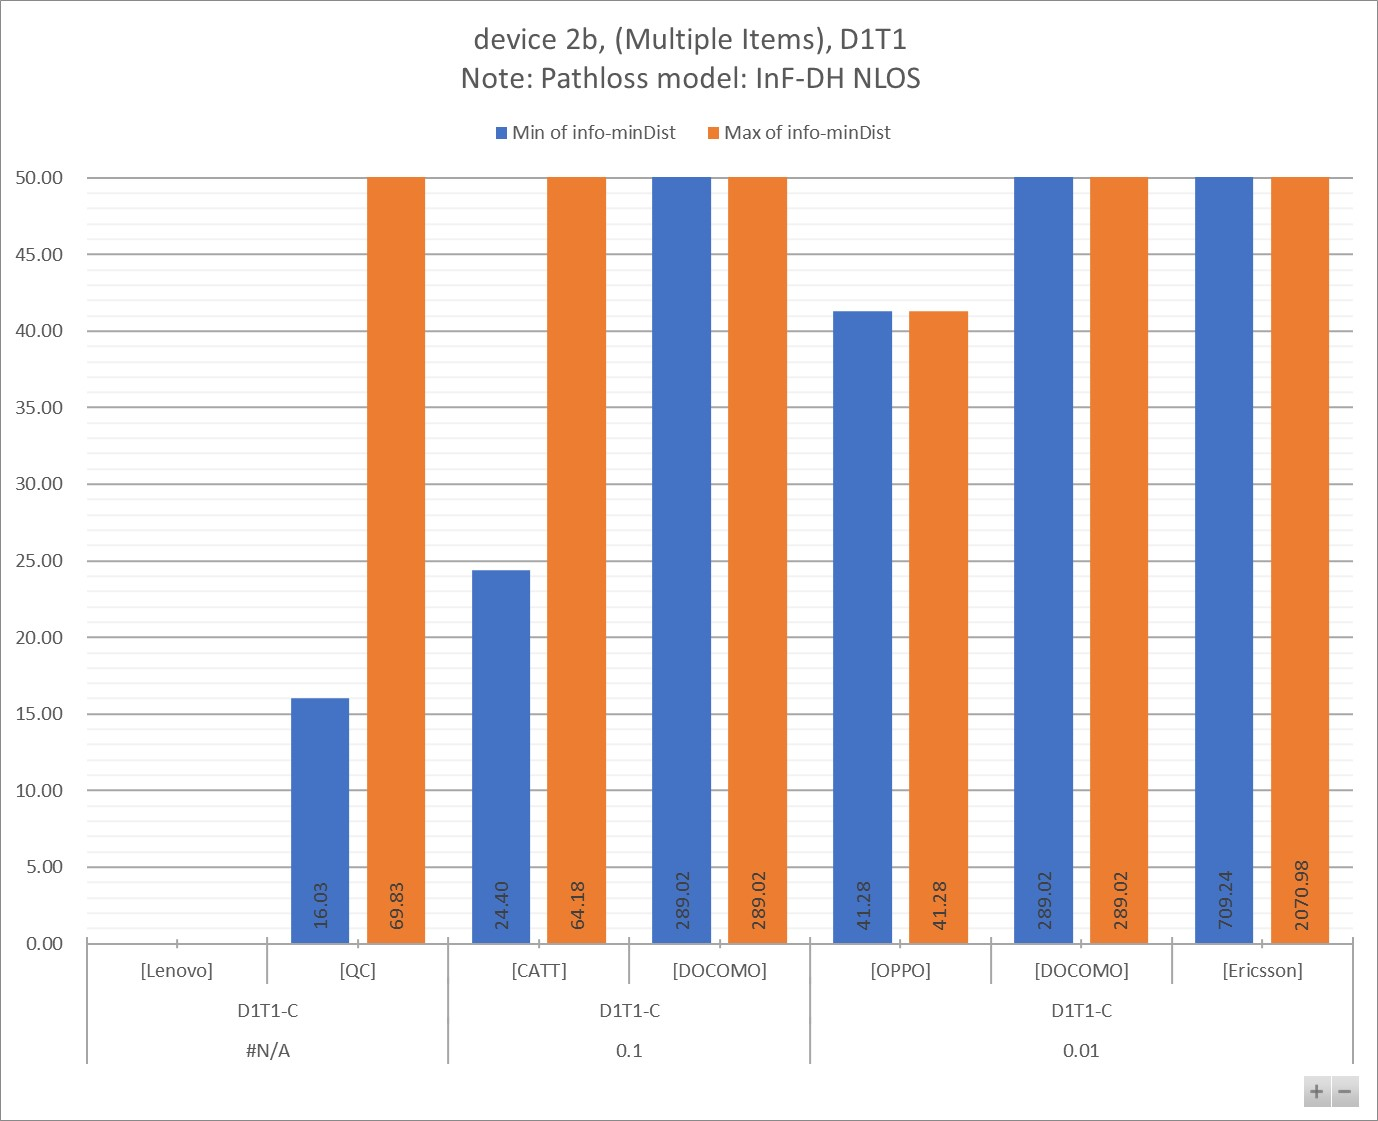 device 2b, (Multiple Items), D1T1
Note: Pathloss model: InF-DH NLOS
Min of info-minDist Max of info-minDist
50.00
45.00
40.00
35.00
30.00
25.00
20.00
15.00
10.00
5.00
0.00
16.03 69.83 24.40 64.18 289.02 289.02 41.28 41.28 289.02 289.02 709.24 2070.98
[Lenovo] [QC] [CATT] [DOCOMO] [OPPO] [DOCOMO] [Ericsson]
D1T1-C D1T1-C D1T1-C
#N/A 0.1 0.01
+ −